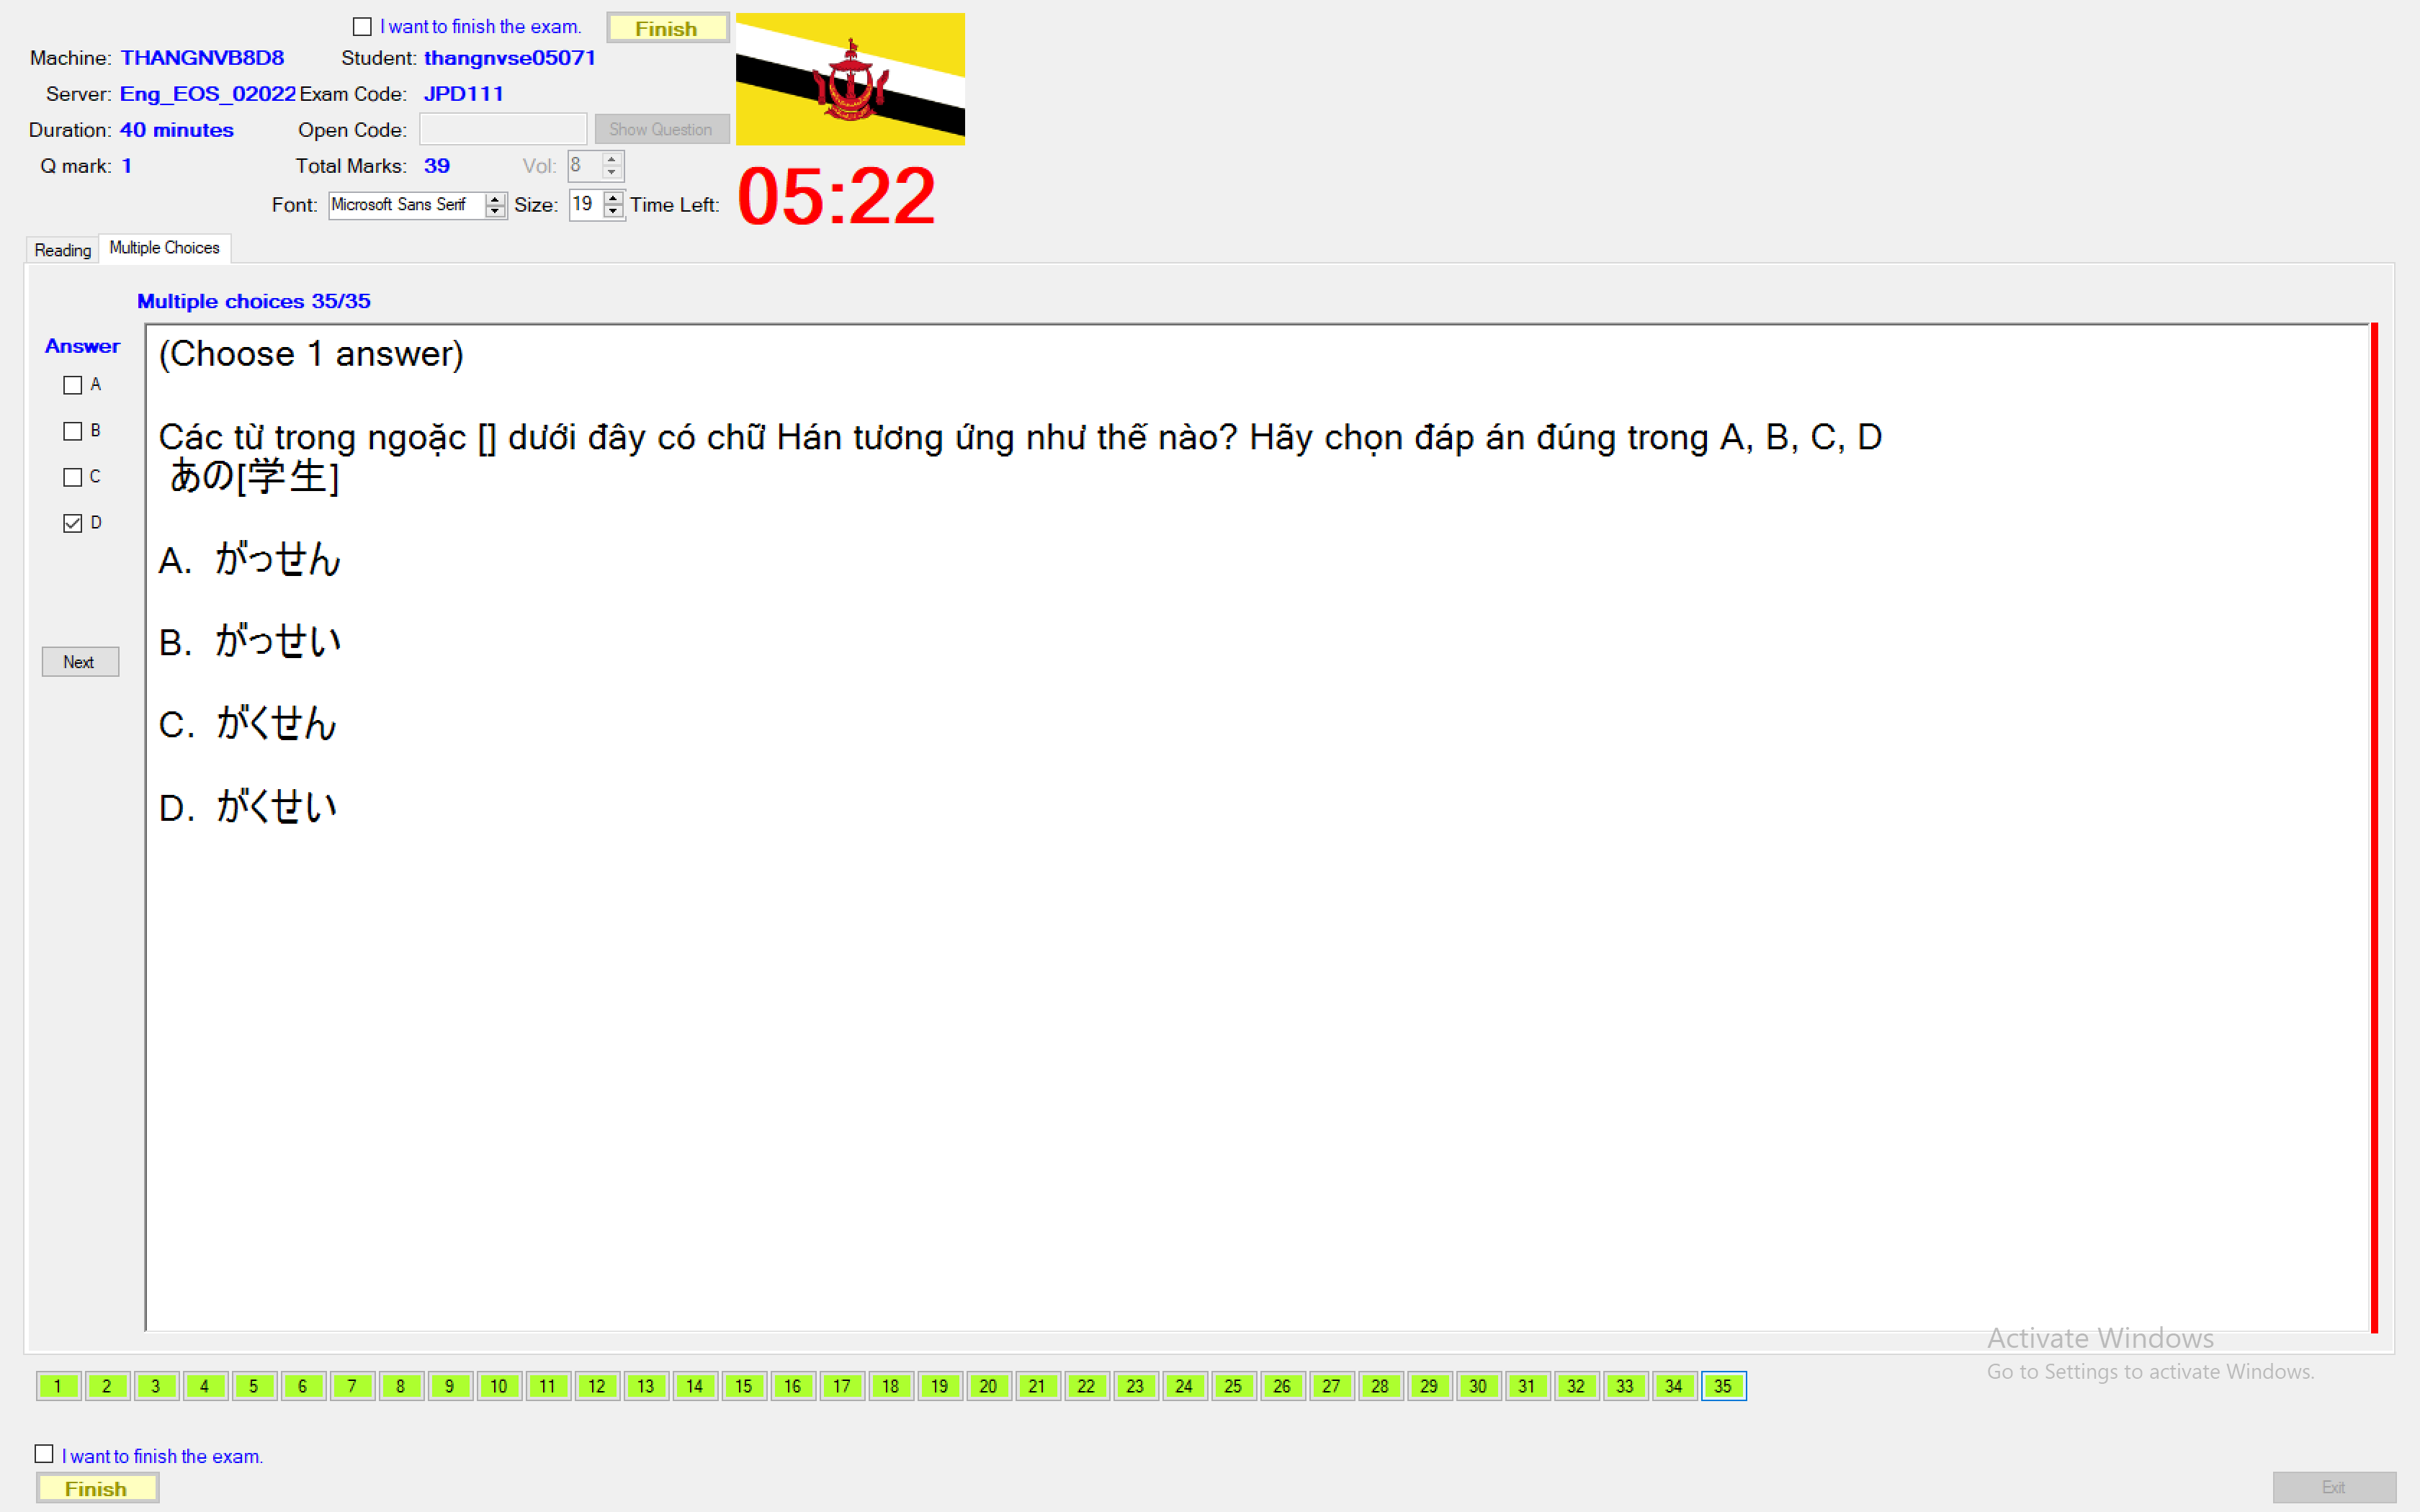 I want to finish the exam. Finish
Machine: THANGNVB8D8 Student: thangnvse05071
Server: Eng_EOS_02022 Exam Code: JPD111
Duration: 40 minutes Open Code: Show Question
Q mark: 1 Total Marks: 39 Vol: 8
Font: Microsoft Sans Serif Size: 19 Time Left: 05:22
Reading Multiple Choices
Multiple choices 35/35
Answer
A
B
C
D
Next
(Choose 1 answer)
Các từ trong ngoặc [] dưới đây có chữ Hán tương ứng như thế nào? Hãy chọn đáp án đúng trong A, B, C, D
あの[学生]
A. がっせん
B. がっせい
C. がくせん
D. がくせい
Activate Windows
Go to Settings to activate Windows.
1 2 3 4 5 6 7 8 9 10 11 12 13 14 15 16 17 18 19 20 21 22 23 24 25 26 27 28 29 30 31 32 33 34 35
I want to finish the exam.
Finish
Exit